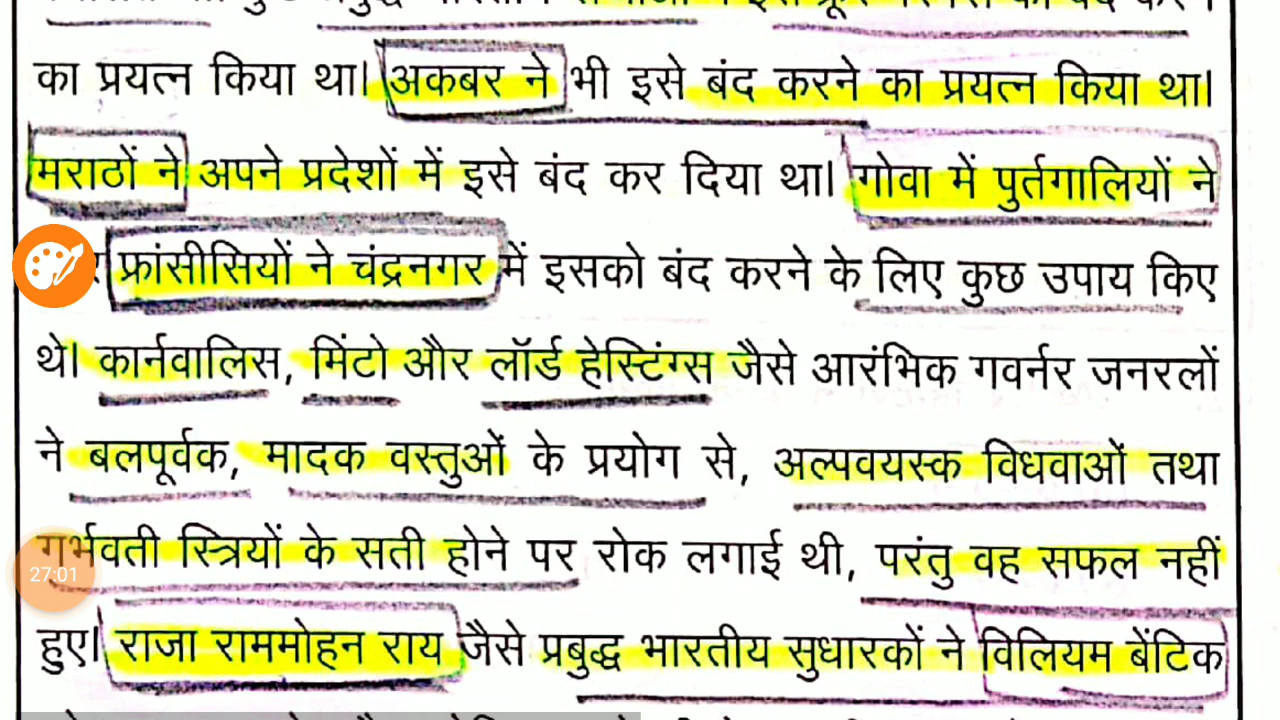 का प्रयत्न किया था। अकबर ने भी इसे बंद करने का प्रयत्न किया था।
मराठों ने अपने प्रदेशों में इसे बंद कर दिया था। गोवा में पुर्तगालियों ने
फ्रांसीसियों ने चंद्रनगर में इसको बंद करने के लिए कुछ उपाय किए
थे। कार्नवालिस, मिंटो और लॉर्ड हेस्टिंग्स जैसे आरंभिक गवर्नर जनरलों
ने बलपूर्वक, मादक वस्तुओं के प्रयोग से, अल्पवयस्क विधवाओं तथा
गर्भवती स्त्रियों के सती होने पर रोक लगाई थी, परंतु वह सफल नहीं
27:01
हुए। राजा राममोहन राय जैसे प्रबुद्ध भारतीय सुधारकों ने विलियम बेंटिक